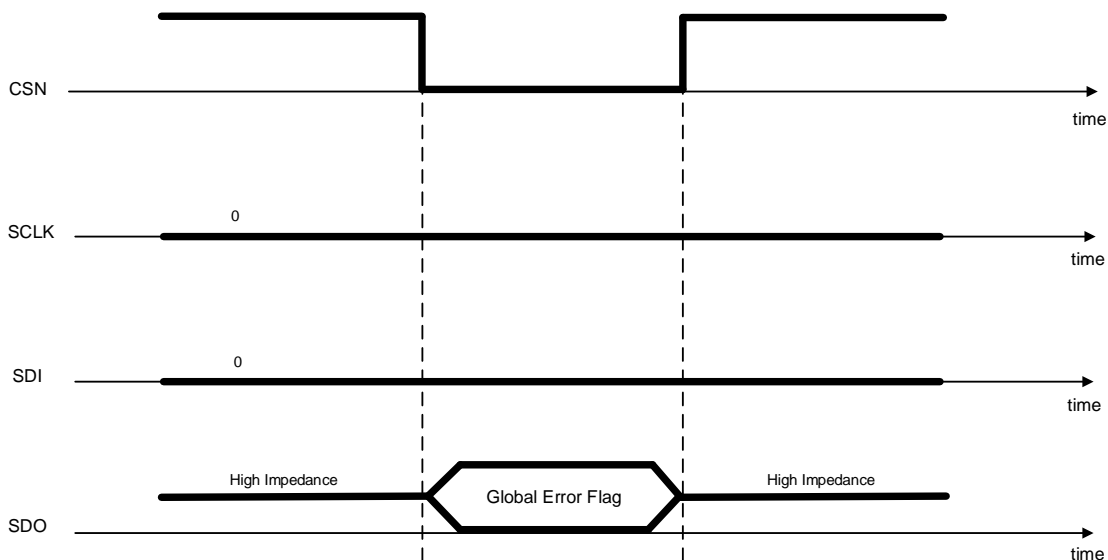 CSN
time
0
SCLK
time
0
SDI
time
High Impedance
Global Error Flag
High Impedance
SDO
time